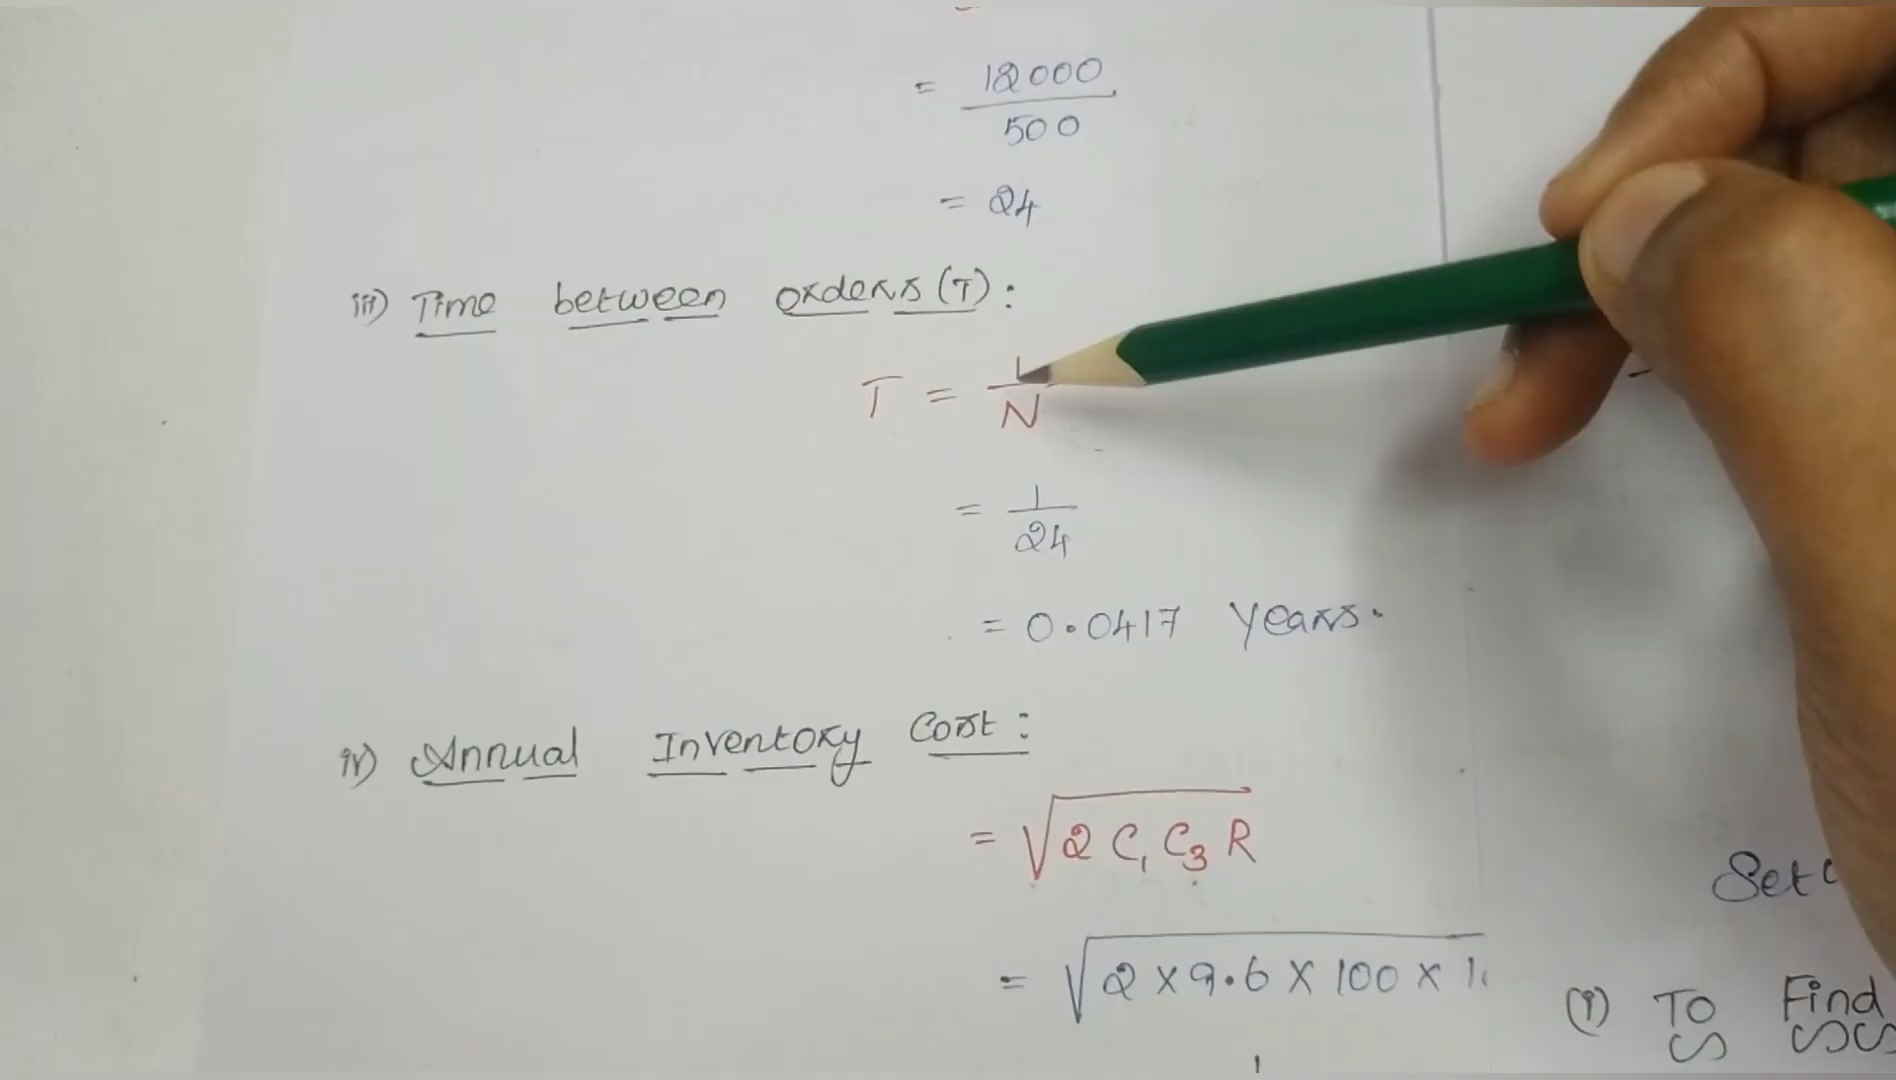 = 12000
500
= 24
iii) Time between orders (T) :
T = 1
N
= 1
24
= 0.0417 Years.
iv) Annual Inventory Cost :
= √2 C₁ C₃ R
= √2 × 9.6 × 100 ×
(i) To Find